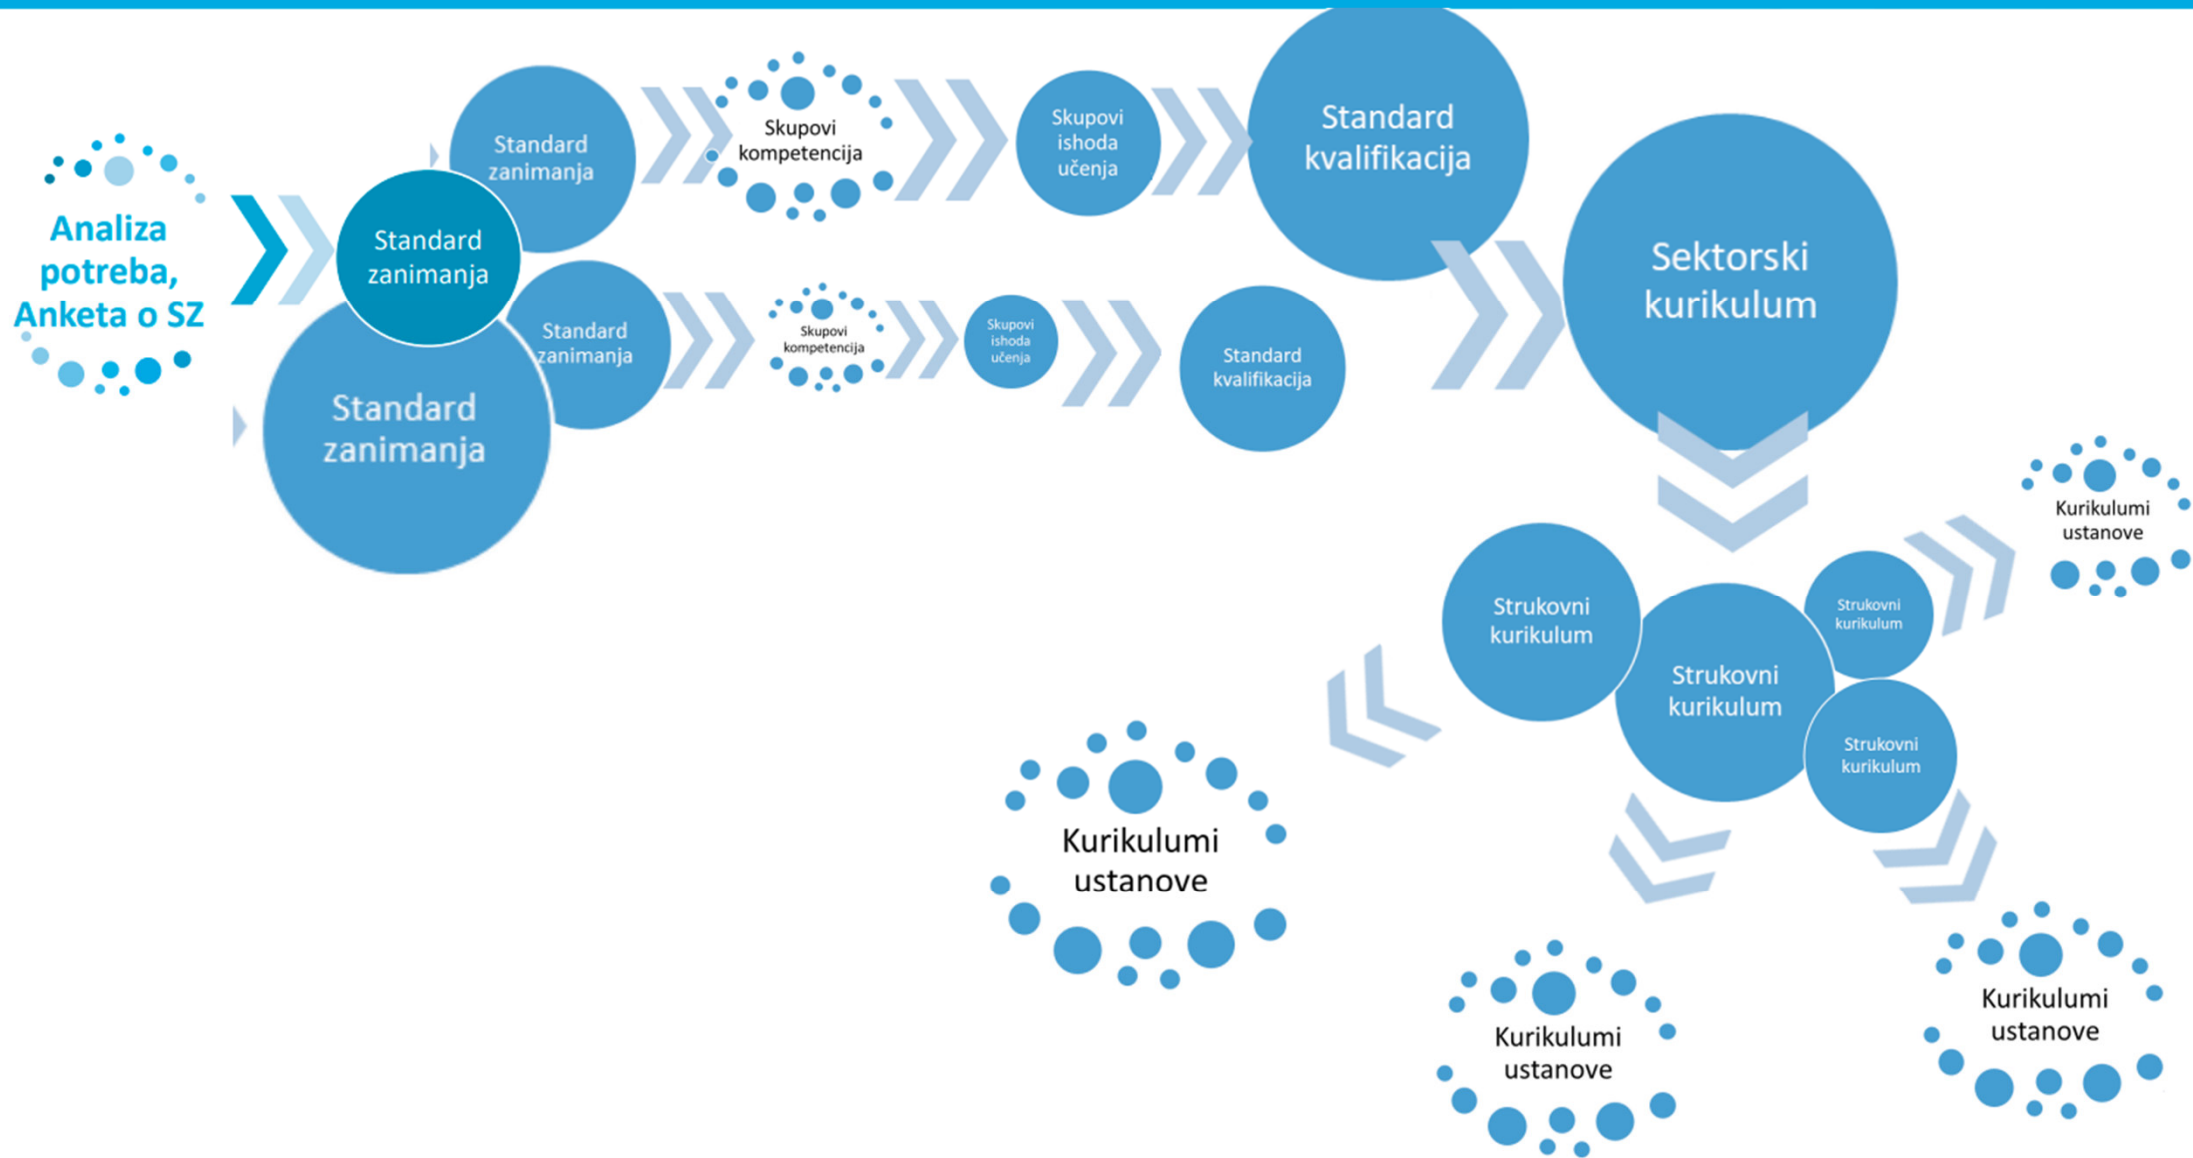 Analiza
potreba,
Anketa o SZ
Standard
zanimanja
Standard
zanimanja
Standard
zanimanja
Standard
zanimanja
Skupovi
kompetencija
Skupovi
ishoda
učenja
Standard
kvalifikacija
Skupovi
kompetencija
Skupovi
ishoda
učenja
Standard
kvalifikacija
Sektorski
kurikulum
Strukovni
kurikulum
Strukovni
kurikulum
Strukovni
kurikulum
Strukovni
kurikulum
Kurikulumi
ustanove
Kurikulumi
ustanove
Kurikulumi
ustanove
Kurikulumi
ustanove